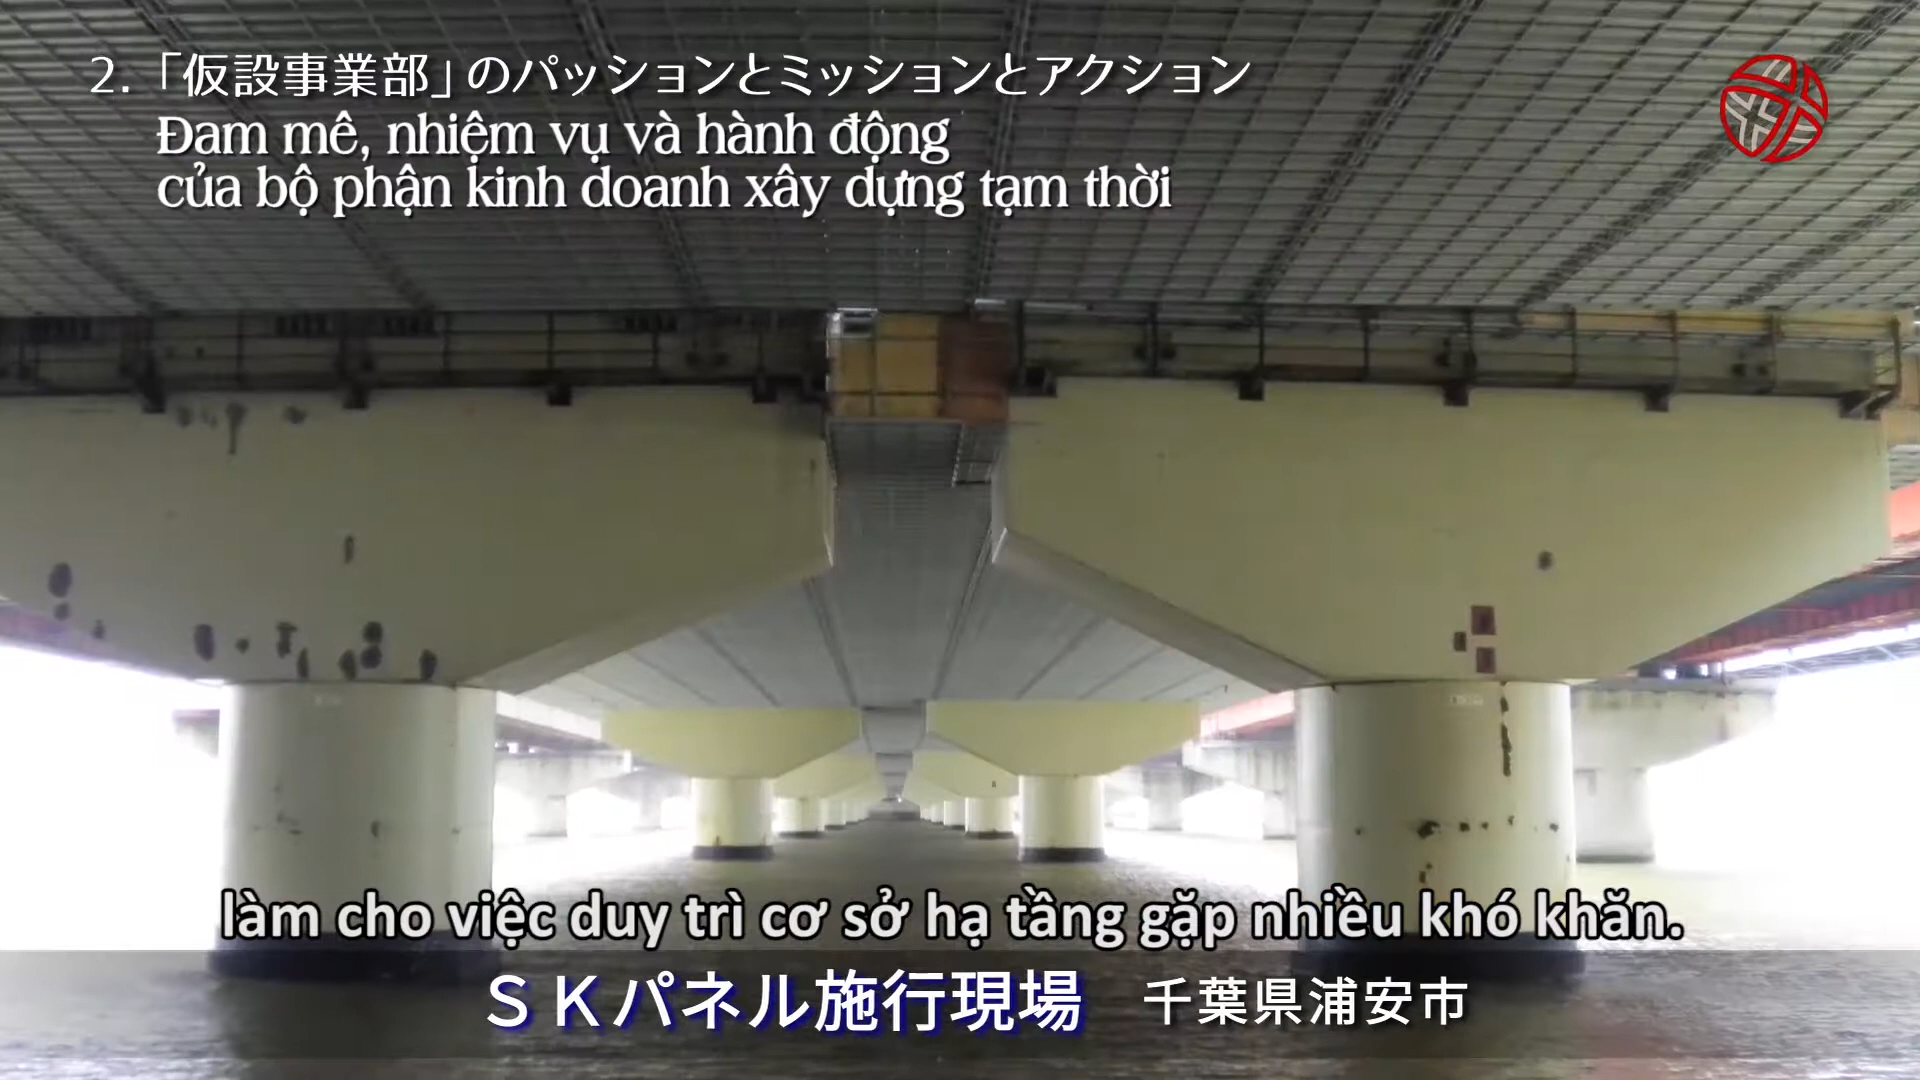 2.「仮設事業部」のパッションとミッションとアクション
Đam mê, nhiệm vụ và hành động
của bộ phận kinh doanh xây dựng tạm thời
làm cho việc duy trì cơ sở hạ tầng gặp nhiều khó khăn.
ＳＫパネル施行現場 千葉県浦安市